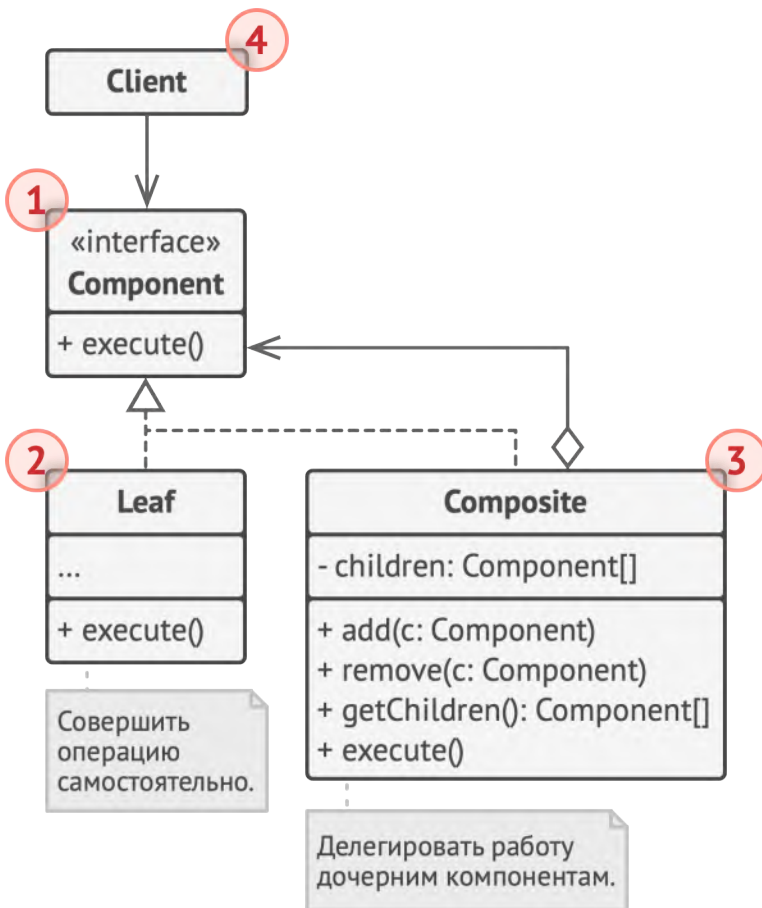 4
Client
1
«interface»
Component
+ execute()
2
Leaf
...
+ execute()
Совершить
операцию
самостоятельно.
3
Composite
- children: Component[]
+ add(c: Component)
+ remove(c: Component)
+ getChildren(): Component[]
+ execute()
Делегировать работу
дочерним компонентам.